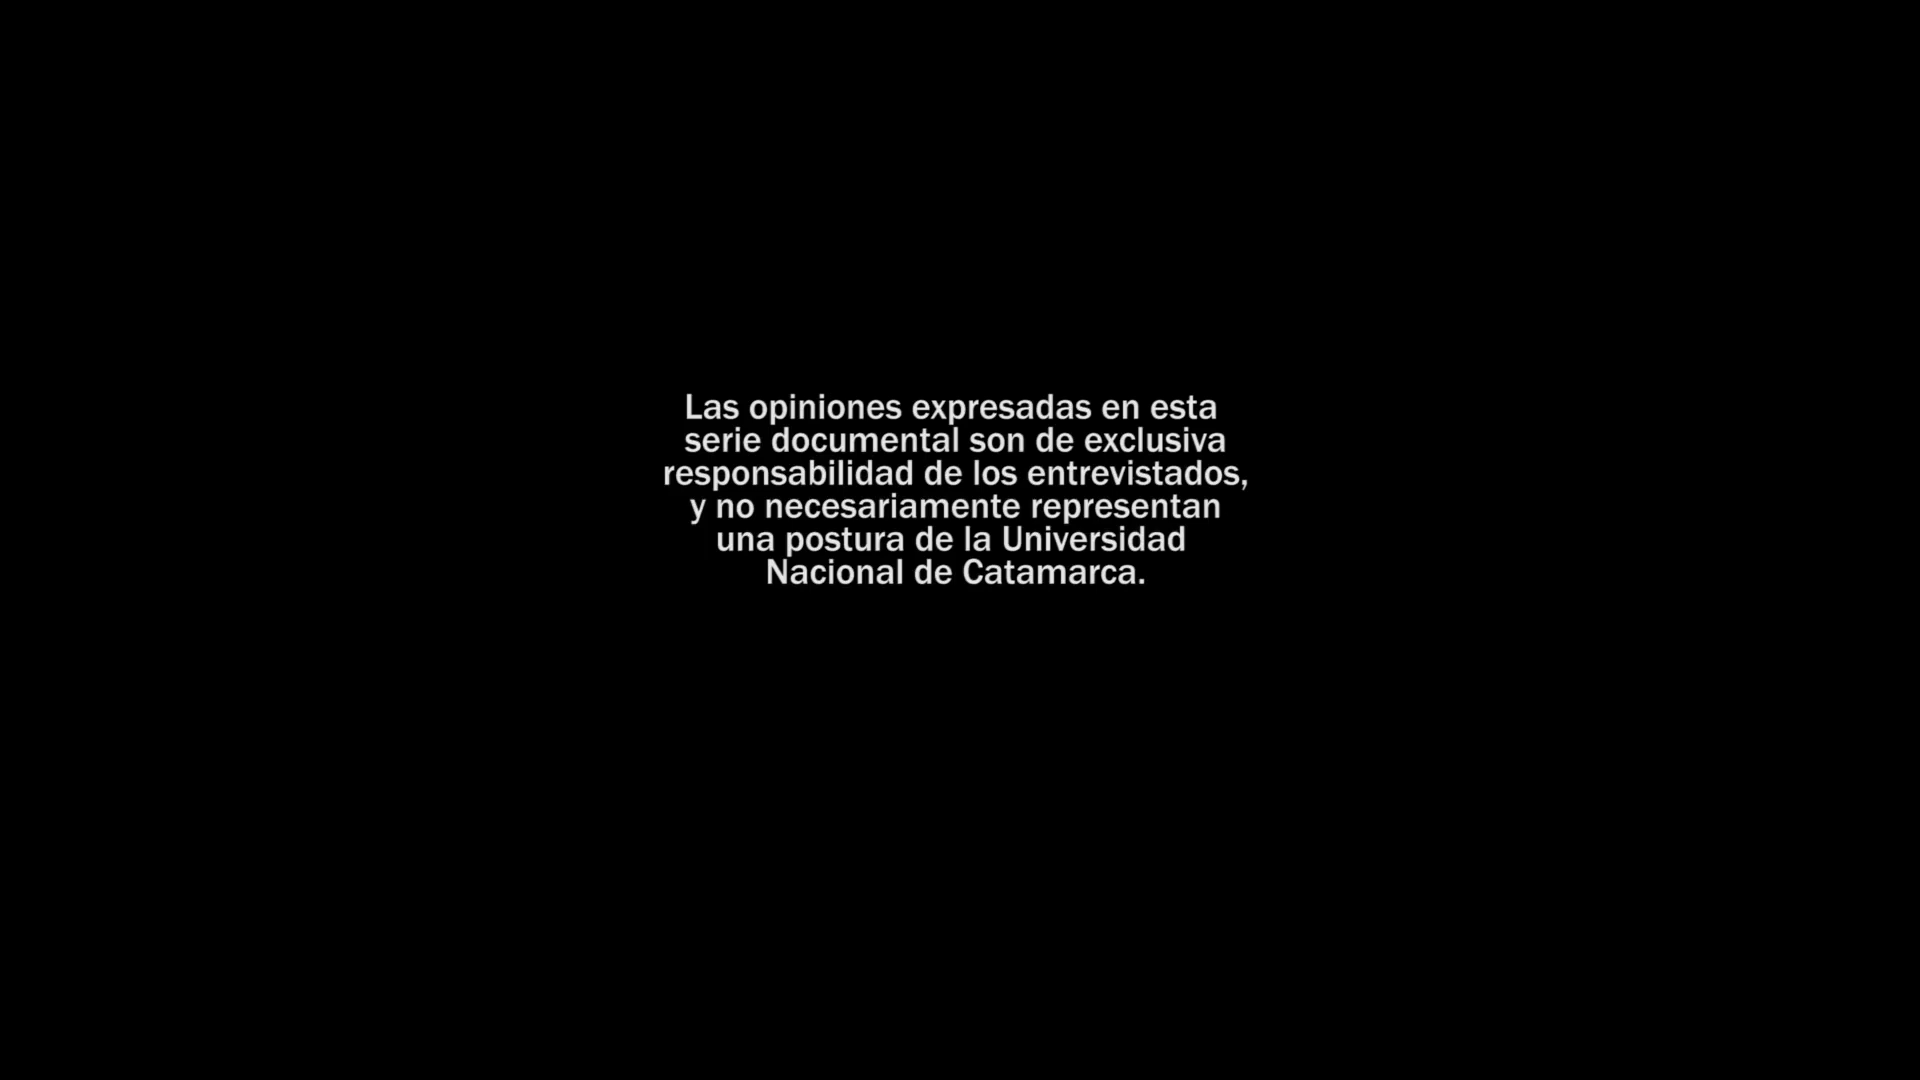 Las opiniones expresadas en esta
serie documental son de exclusiva
responsabilidad de los entrevistados,
y no necesariamente representan
una postura de la Universidad
Nacional de Catamarca.